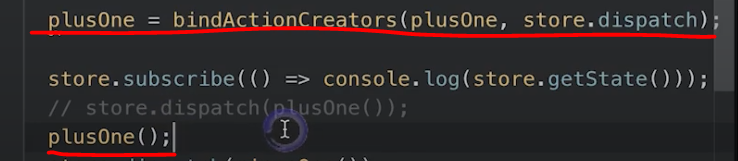 plusOne = bindActionCreators(plusOne, store.dispatch);
store.subscribe(() => console.log(store.getState()));
// store.dispatch(plusOne());
plusOne();